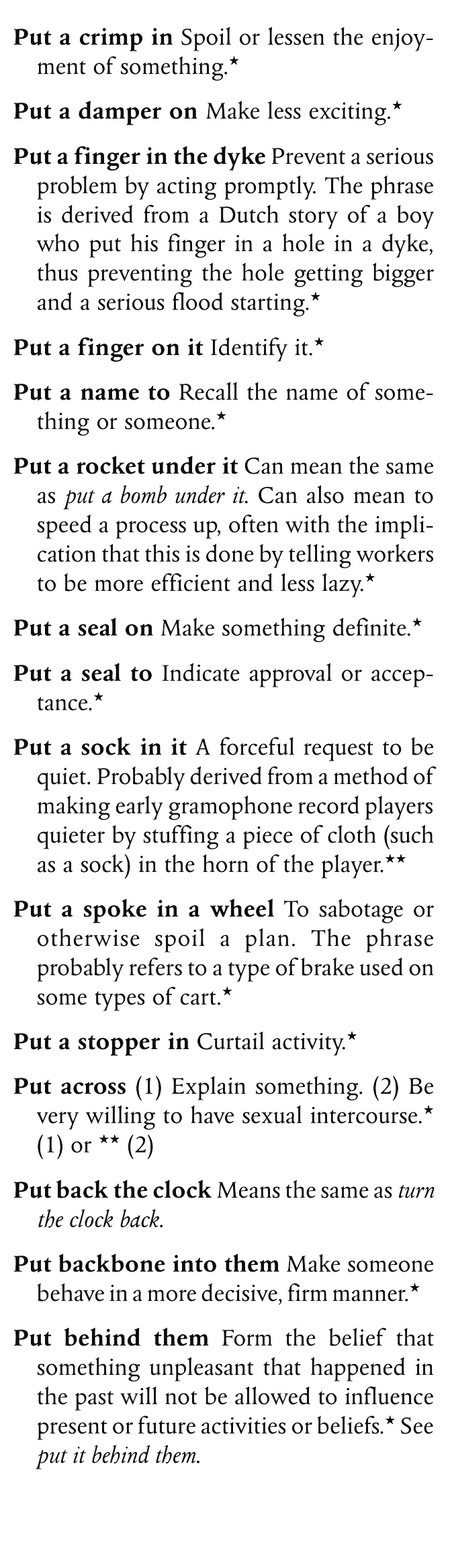 Put a crimp in Spoil or lessen the enjoy-
ment of something.★
Put a damper on Make less exciting.★
Put a finger in the dyke Prevent a serious
problem by acting promptly. The phrase
is derived from a Dutch story of a boy
who put his finger in a hole in a dyke,
thus preventing the hole getting bigger
and a serious flood starting.★
Put a finger on it Identify it.★
Put a name to Recall the name of some-
thing or someone.★
Put a rocket under it Can mean the same
as put a bomb under it. Can also mean to
speed a process up, often with the impli-
cation that this is done by telling workers
to be more efficient and less lazy.★
Put a seal on Make something definite.★
Put a seal to Indicate approval or accep-
tance.★
Put a sock in it A forceful request to be
quiet. Probably derived from a method of
making early gramophone record players
quieter by stuffing a piece of cloth (such
as a sock) in the horn of the player.★★
Put a spoke in a wheel To sabotage or
otherwise spoil a plan. The phrase
probably refers to a type of brake used on
some types of cart.★
Put a stopper in Curtail activity.★
Put across (1) Explain something. (2) Be
very willing to have sexual intercourse.★
(1) or ★★ (2)
Put back the clock Means the same as turn
the clock back.
Put backbone into them Make someone
behave in a more decisive, firm manner.★
Put behind them Form the belief that
something unpleasant that happened in
the past will not be allowed to influence
present or future activities or beliefs.★ See
put it behind them.